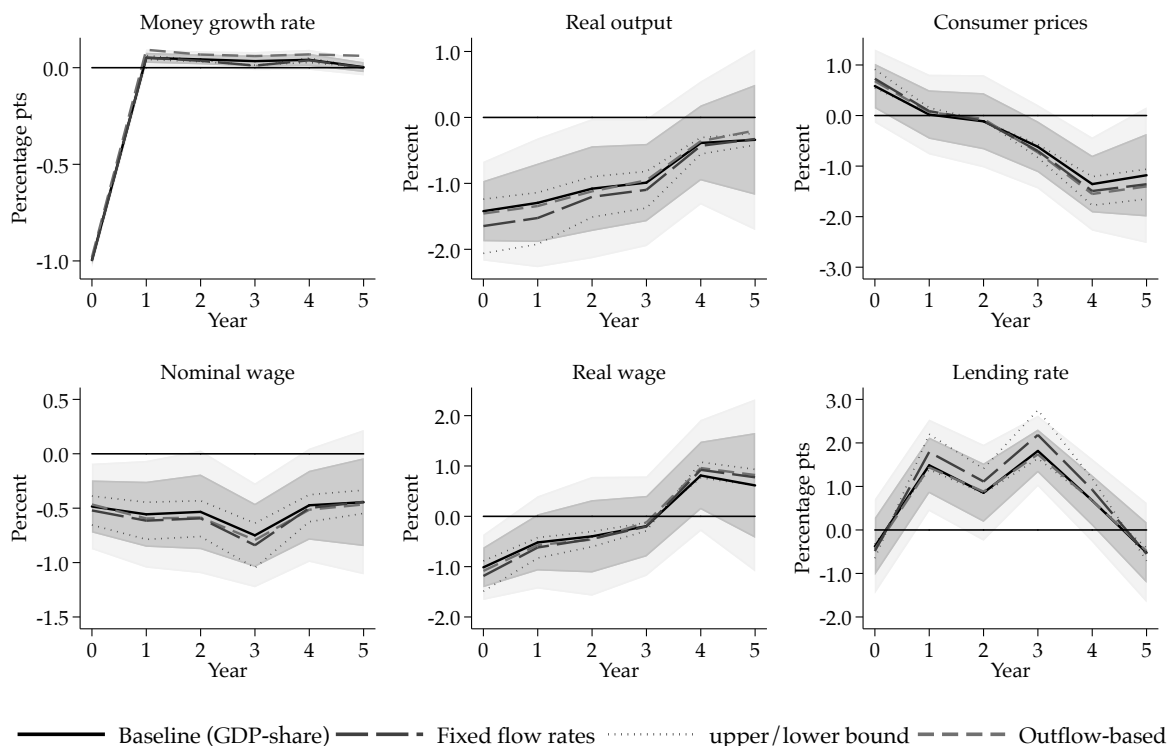 Money growth rate
Percentage pts
0.0
-0.5
-1.0
0 1 2 3 4 5
Year
Real output
Percent
1.0
0.0
-1.0
-2.0
0 1 2 3 4 5
Year
Consumer prices
Percent
1.0
0.0
-1.0
-2.0
-3.0
0 1 2 3 4 5
Year
Nominal wage
Percent
0.5
0.0
-0.5
-1.0
-1.5
0 1 2 3 4 5
Year
Real wage
Percent
2.0
1.0
0.0
-1.0
-2.0
0 1 2 3 4 5
Year
Lending rate
Percentage pts
3.0
2.0
1.0
0.0
-1.0
-2.0
0 1 2 3 4 5
Year
Baseline (GDP-share) Fixed flow rates upper/lower bound Outflow-based